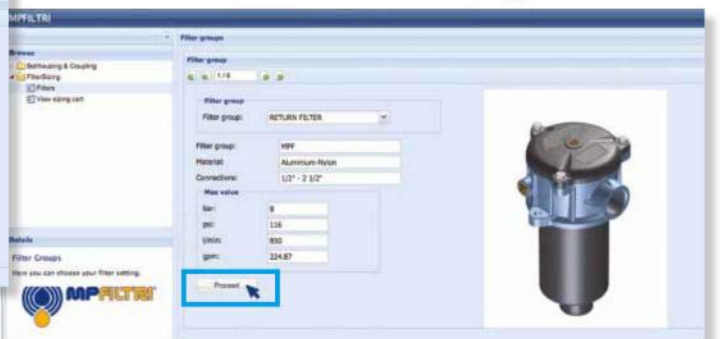 MPFILTRI
Filter groups
Browse
Bellhousing & Coupling
FilterSizing
Filters
View sizing cart
Filter group
1/6
Filter group
Filter group: RETURN FILTER
Filter group: MPF
Material: Aluminium-Nylon
Connections: 1/2" - 2 1/2"
Max value
bar: 8
psi: 116
l/min: 850
gpm: 224.87
Proceed
Details
Filter Groups
Here you can choose your filter setting.
MPFILTRI